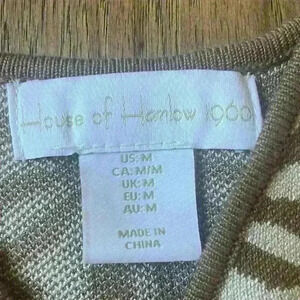 House of Harlow 1960
US: M
CA: M/M
UK: M
EU: M
AU: M
MADE IN
CHINA